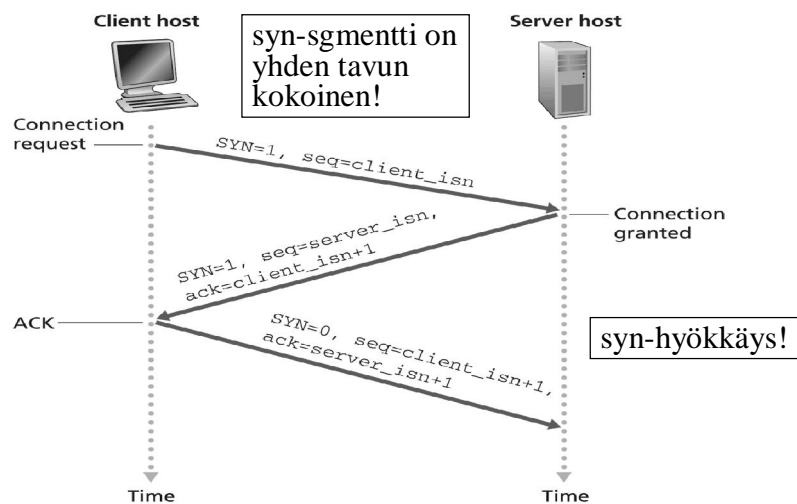 Client host
Server host
syn-sgmentti on
yhden tavun
kokoinen!
Connection
request
SYN=1, seq=client_isn
Connection
granted
SYN=1, seq=server_isn,
ack=client_isn+1
ACK
SYN=0, seq=client_isn+1,
ack=server_isn+1
syn-hyökkäys!
Time
Time